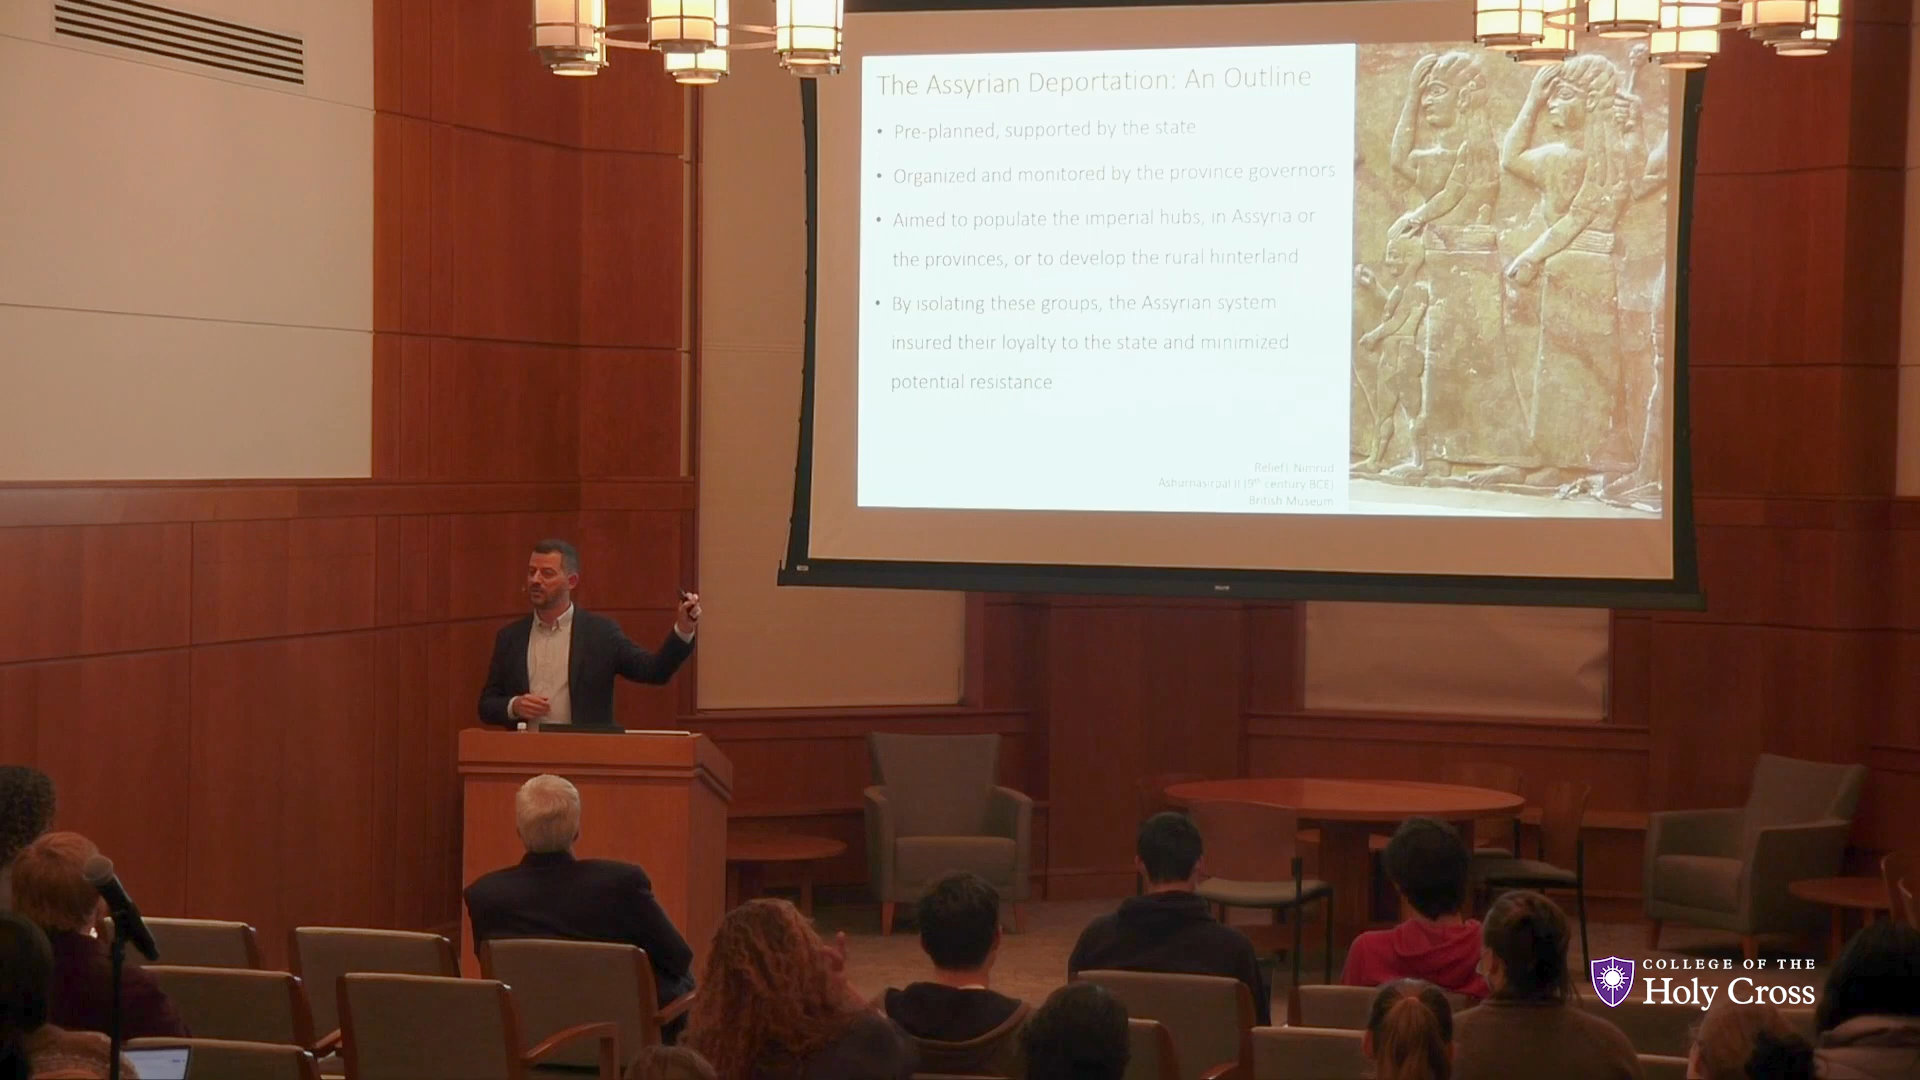 The Assyrian Deportation: An Outline
• Pre-planned, supported by the state
• Organized and monitored by the province governors
• Aimed to populate the imperial hubs, in Assyria or
the provinces, or to develop the rural hinterland
• By isolating these groups, the Assyrian system
insured their loyalty to the state and minimized
potential resistance
Relief| Nimrud
Ashurnasirpal II (9th century BCE)
British Museum
COLLEGE OF THE
Holy Cross